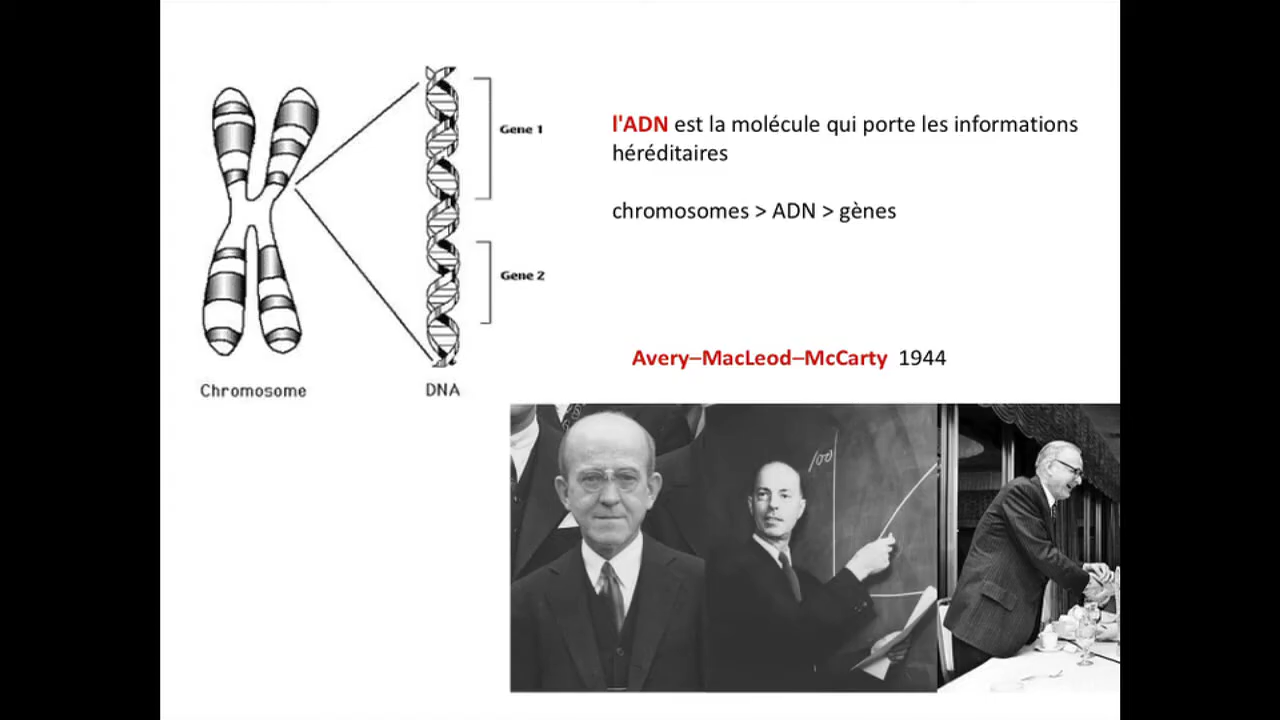 Gene 1
Gene 2
Chromosome
DNA
l'ADN est la molécule qui porte les informations
héréditaires
chromosomes > ADN > gènes
Avery–MacLeod–McCarty 1944
100